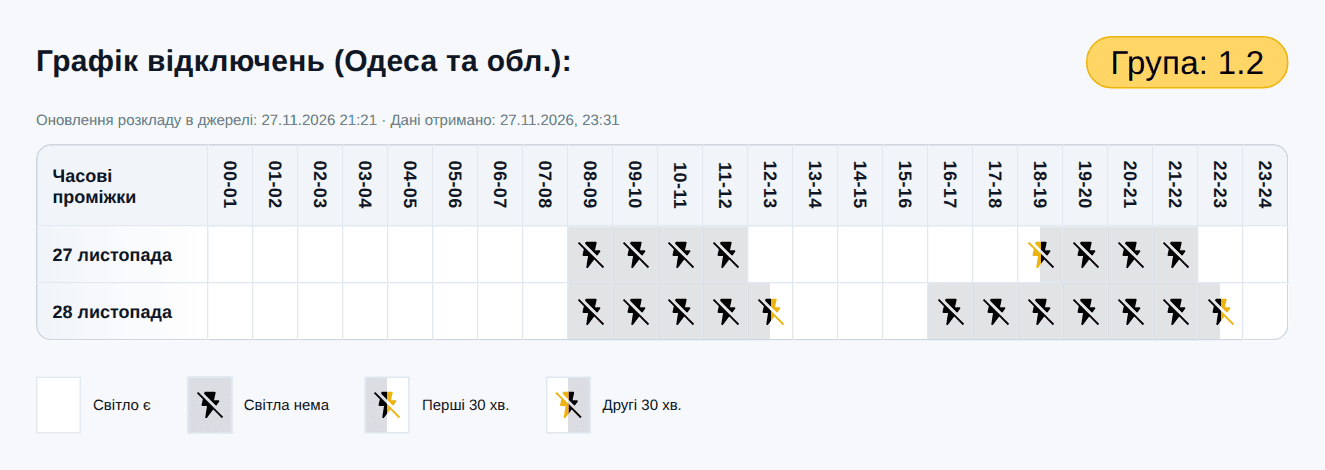 Графік відключень (Одеса та обл.):
Група: 1.2
Оновлення розкладу в джерелі: 27.11.2026 21:21 · Дані отримано: 27.11.2026, 23:31
Часові
проміжки
00-01
01-02
02-03
03-04
04-05
05-06
06-07
07-08
08-09
09-10
10-11
11-12
12-13
13-14
14-15
15-16
16-17
17-18
18-19
19-20
20-21
21-22
22-23
23-24
27 листопада
28 листопада
Світло є
Світла нема
Перші 30 хв.
Другі 30 хв.